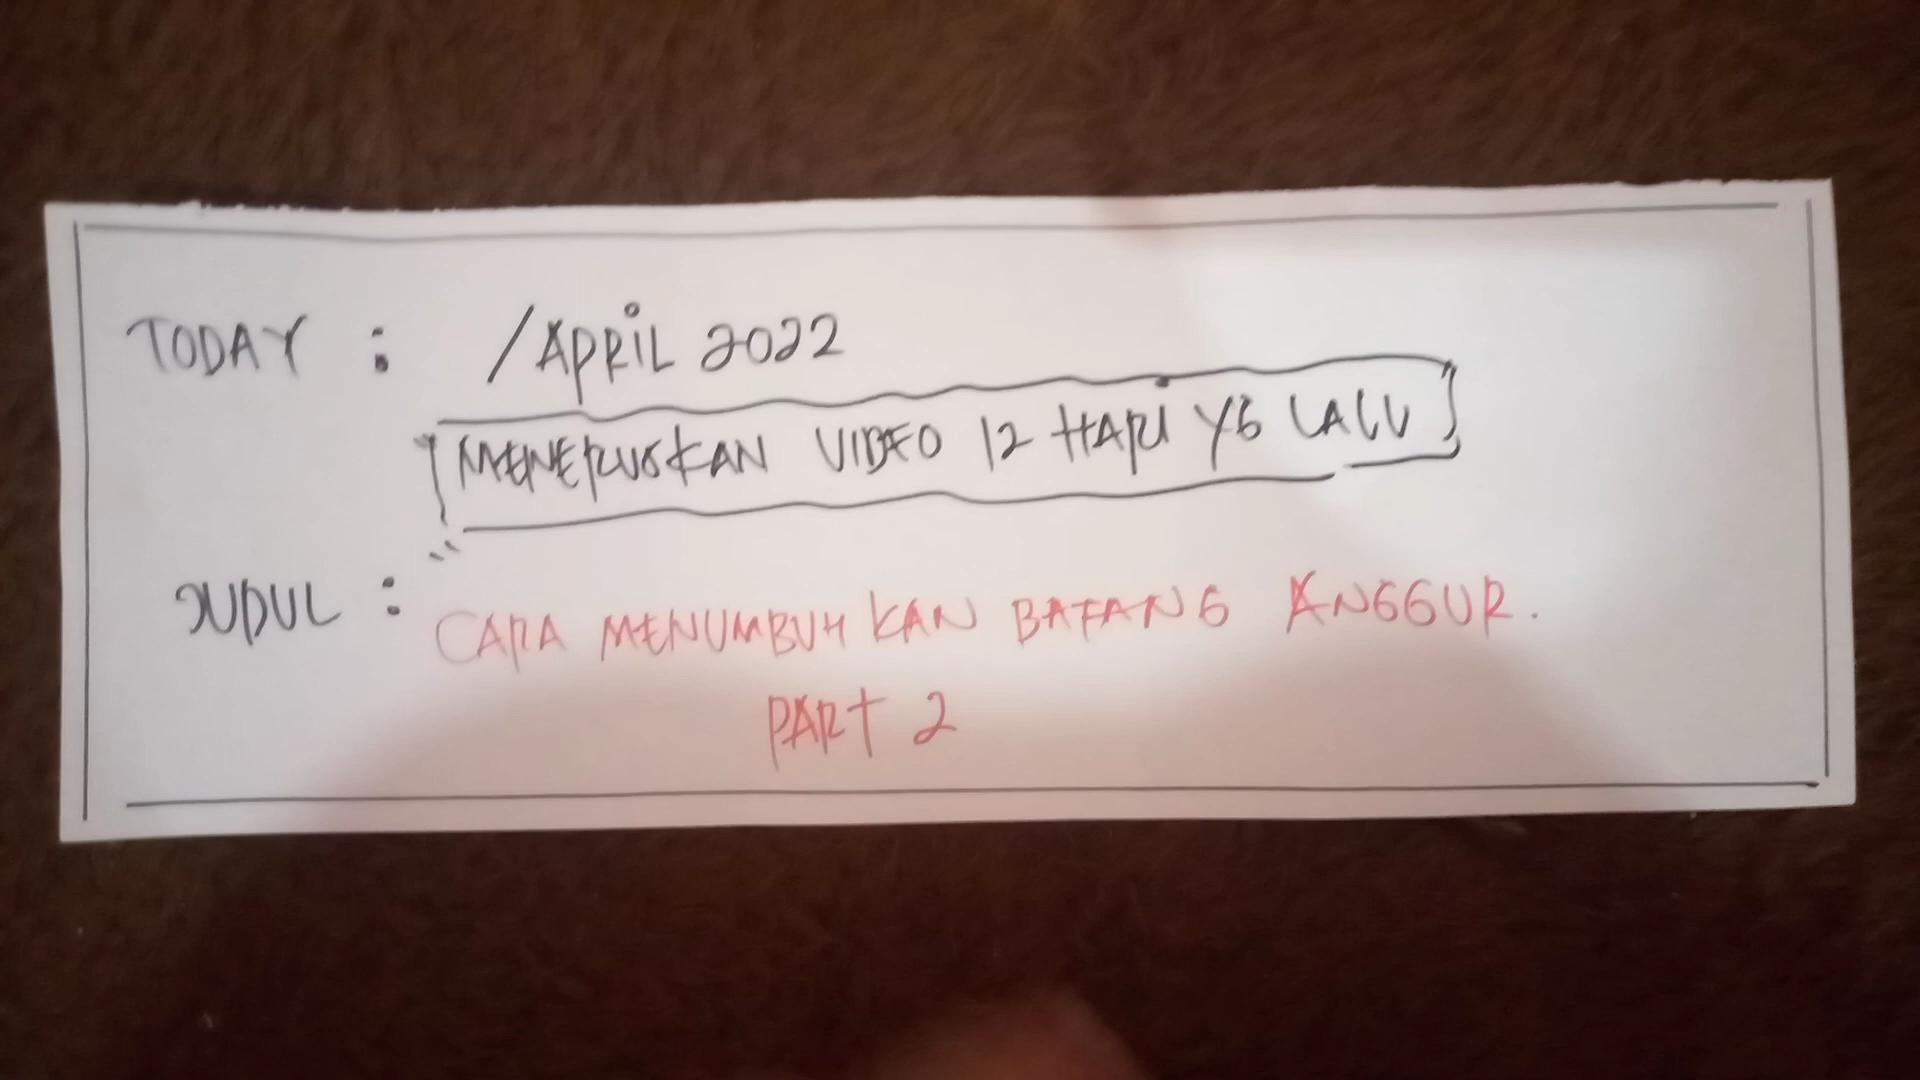 TODAY : /APRIL 2022
MENERUSKAN VIDEO 12 HARI YG LALU
JUDUL : " CARA MENUMBUHKAN BATANG ANGGUR.
PART 2